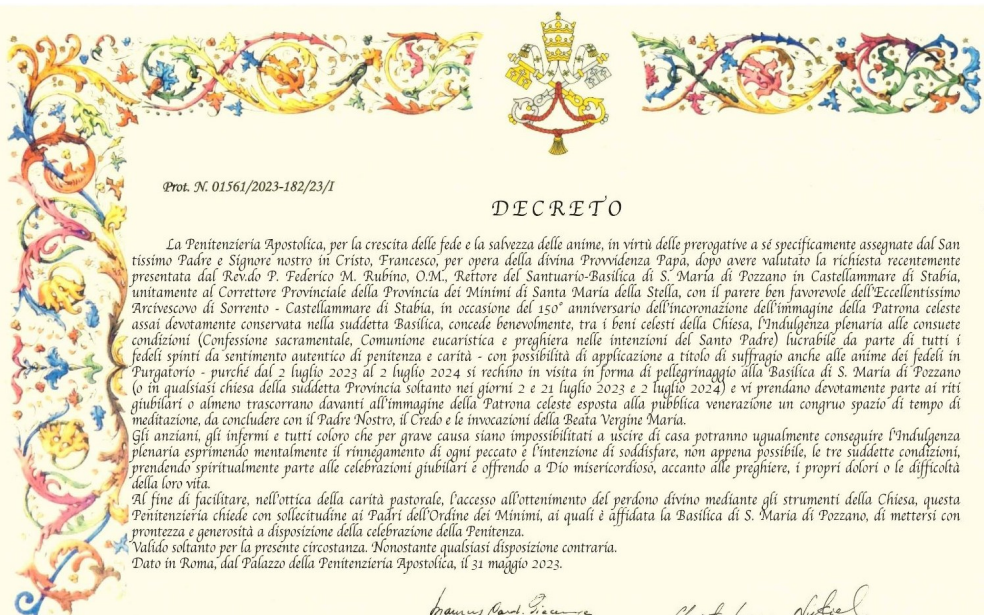 Prot. N. 01561/2023-182/23/I
DECRETO
La Penitenzieria Apostolica, per la crescita delle fede e la salvezza delle anime, in virtù delle prerogative a sé specificamente assegnate dal San
tissimo Padre e Signore nostro in Cristo, Francesco, per opera della divina Provvidenza Papa, dopo avere valutato la richiesta recentemente
presentata dal Rev.do P. Federico M. Rubino, O.M., Rettore del Santuario-Basilica di S. Maria di Pozzano in Castellammare di Stabia,
unitamente al Correttore Provinciale della Provincia dei Minimi di Santa Maria della Stella, con il parere ben favorevole dell'Eccellentissimo
Arcivescovo di Sorrento - Castellammare di Stabia, in occasione del 150° anniversario dell'incoronazione dell'immagine della Patrona celeste
assai devotamente conservata nella suddetta Basilica, concede benevolmente, tra i beni celesti della Chiesa, l'Indulgenza plenaria alle consuete
condizioni (Confessione sacramentale, Comunione eucaristica e preghiera nelle intenzioni del Santo Padre) lucrabile da parte di tutti i
fedeli spinti da sentimento autentico di penitenza e carità - con possibilità di applicazione a titolo di suffragio anche alle anime dei fedeli in
Purgatorio - purché dal 2 luglio 2023 al 2 luglio 2024 si rechino in visita in forma di pellegrinaggio alla Basilica di S. Maria di Pozzano
(o in qualsiasi chiesa della suddetta Provincia soltanto nei giorni 2 e 21 luglio 2023 e 2 luglio 2024) e vi prendano devotamente parte ai riti
giubilari o almeno trascorrano davanti all'immagine della Patrona celeste esposta alla pubblica venerazione un congruo spazio di tempo di
meditazione, da concludere con il Padre Nostro, il Credo e le invocazioni della Beata Vergine Maria.
Gli anziani, gli infermi e tutti coloro che per grave causa siano impossibilitati a uscire di casa potranno ugualmente conseguire l'Indulgenza
plenaria esprimendo mentalmente il rinnegamento di ogni peccato e l'intenzione di soddisfare, non appena possibile, le tre suddette condizioni,
prendendo spiritualmente parte alle celebrazioni giubilari e offrendo a Dio misericordioso, accanto alle preghiere, i propri dolori o le difficoltà
della loro vita.
Al fine di facilitare, nell'ottica della carità pastorale, l'accesso all'ottenimento del perdono divino mediante gli strumenti della Chiesa, questa
Penitenzieria chiede con sollecitudine ai Padri dell'Ordine dei Minimi, ai quali è affidata la Basilica di S. Maria di Pozzano, di mettersi con
prontezza e generosità a disposizione della celebrazione della Penitenza.
Valido soltanto per la presente circostanza. Nonostante qualsiasi disposizione contraria.
Dato in Roma, dal Palazzo della Penitenzieria Apostolica, il 31 maggio 2023.